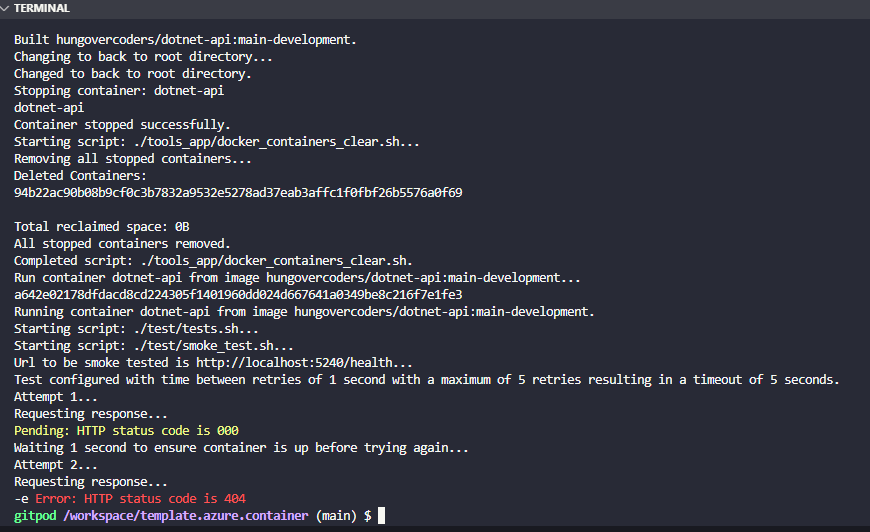 TERMINAL
Built hungovercoders/dotnet-api:main-development.
Changing to back to root directory...
Changed to back to root directory.
Stopping container: dotnet-api
dotnet-api
Container stopped successfully.
Starting script: ./tools_app/docker_containers_clear.sh...
Removing all stopped containers...
Deleted Containers:
94b22ac90b08b9cf0c3b7832a9532e5278ad37eab3affc1f0fbf26b5576a0f69
Total reclaimed space: 0B
All stopped containers removed.
Completed script: ./tools_app/docker_containers_clear.sh.
Run container dotnet-api from image hungovercoders/dotnet-api:main-development...
a642e02178dfdacd8cd224305f1401960dd024d667641a0349be8c216f7e1fe3
Running container dotnet-api from image hungovercoders/dotnet-api:main-development.
Starting script: ./test/tests.sh...
Starting script: ./test/smoke_test.sh...
Url to be smoke tested is http://localhost:5240/health...
Test configured with time between retries of 1 second with a maximum of 5 retries resulting in a timeout of 5 seconds.
Attempt 1...
Requesting response...
Pending: HTTP status code is 000
Waiting 1 second to ensure container is up before trying again...
Attempt 2...
Requesting response...
-e Error: HTTP status code is 404
gitpod /workspace/template.azure.container (main) $